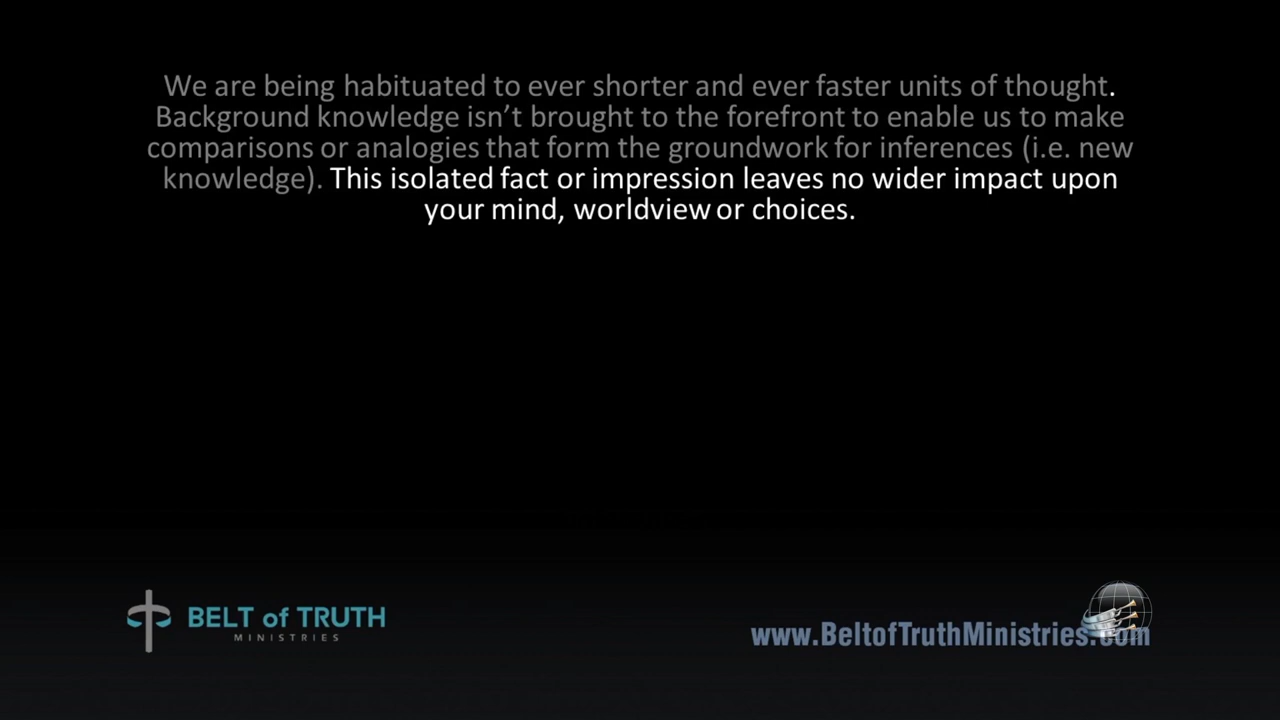 We are being habituated to ever shorter and ever faster units of thought.
Background knowledge isn’t brought to the forefront to enable us to make
comparisons or analogies that form the groundwork for inferences (i.e. new
knowledge). This isolated fact or impression leaves no wider impact upon
your mind, worldview or choices.
BELT of TRUTH
MINISTRIES
www.BeltofTruthMinistries.com